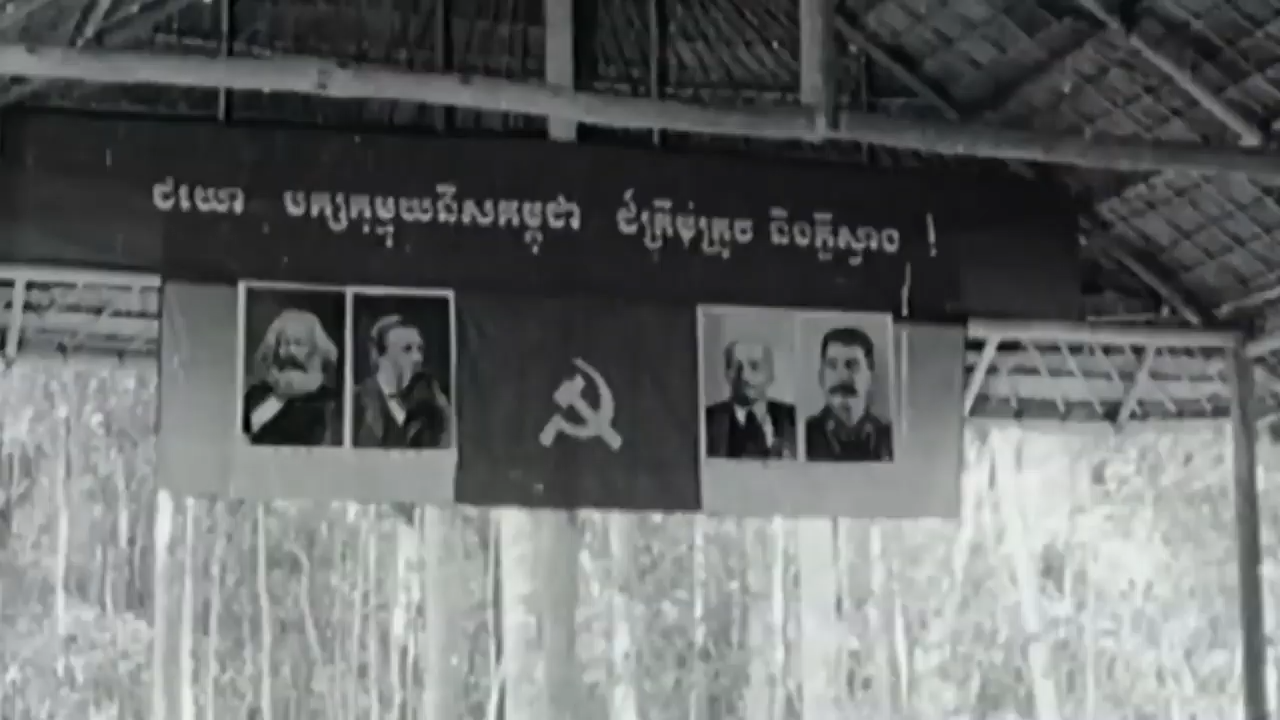 ជយោ បក្សកុម្មុយនិសកម្ពុជា ដ៏ត្រឹមត្រូវ និងភ្លឺស្វាង !